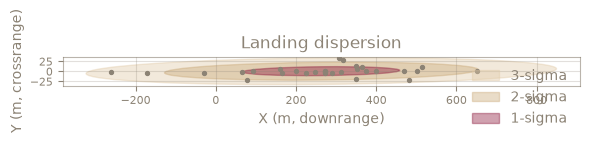 Landing dispersion
Y (m, crossrange)
25
0
−25
−200
0
200
400
600
800
X (m, downrange)
3-sigma
2-sigma
1-sigma